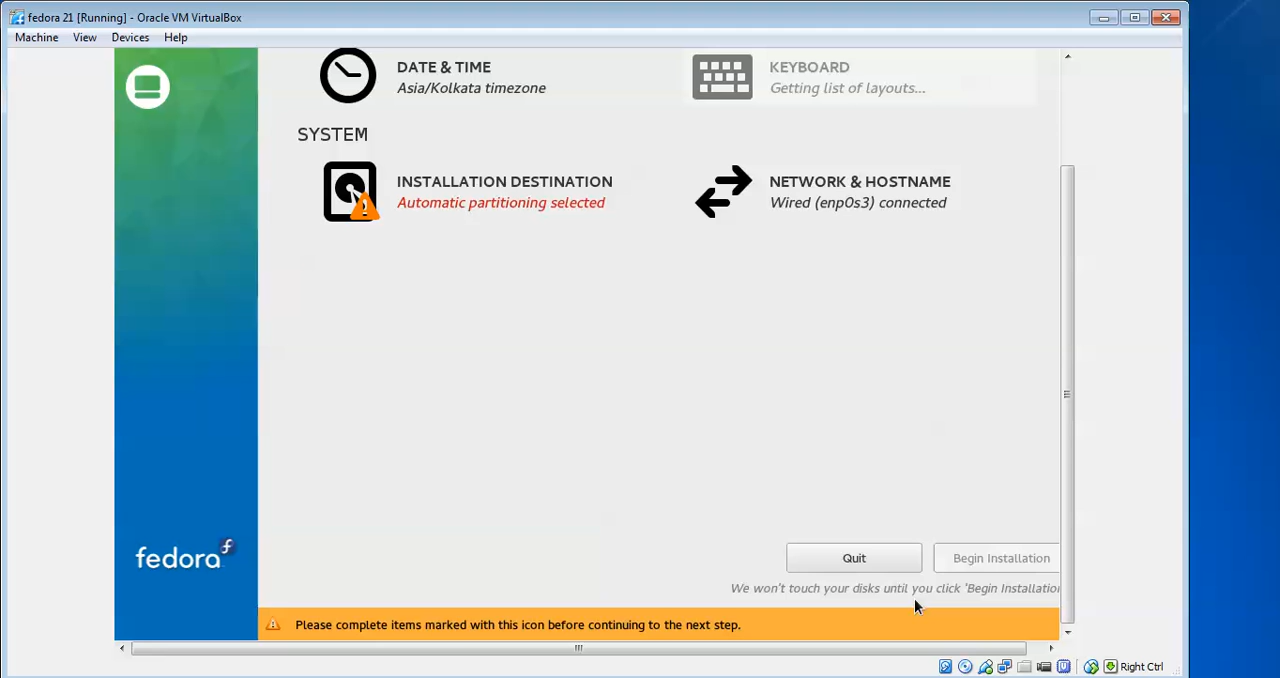 fedora 21 [Running] - Oracle VM VirtualBox
Machine View Devices Help
DATE & TIME
Asia/Kolkata timezone
KEYBOARD
Getting list of layouts...
SYSTEM
INSTALLATION DESTINATION
Automatic partitioning selected
NETWORK & HOSTNAME
Wired (enp0s3) connected
fedora
Quit
Begin Installation
We won't touch your disks until you click 'Begin Installation
Please complete items marked with this icon before continuing to the next step.
Right Ctrl